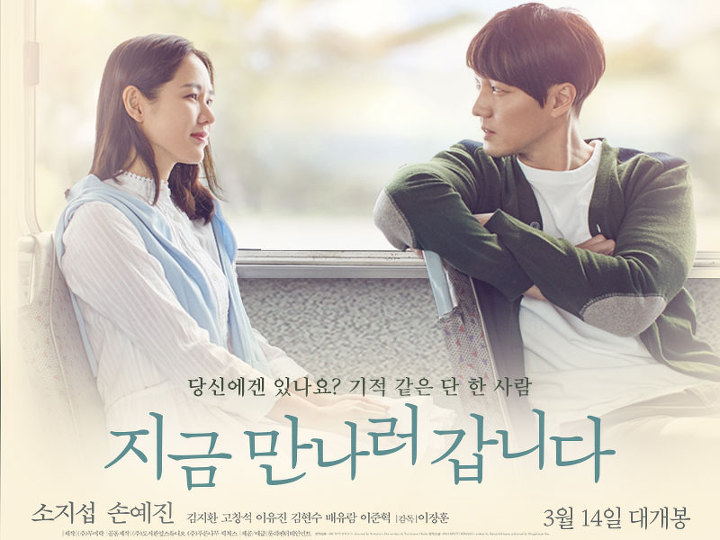 당신에겐 있나요? 기적 같은 단 한 사람
지금 만나러 갑니다
소지섭 손예진 김지환 고창석 이유진 김현수 배유람 이준혁 |감독| 이장훈
3월 14일 대개봉